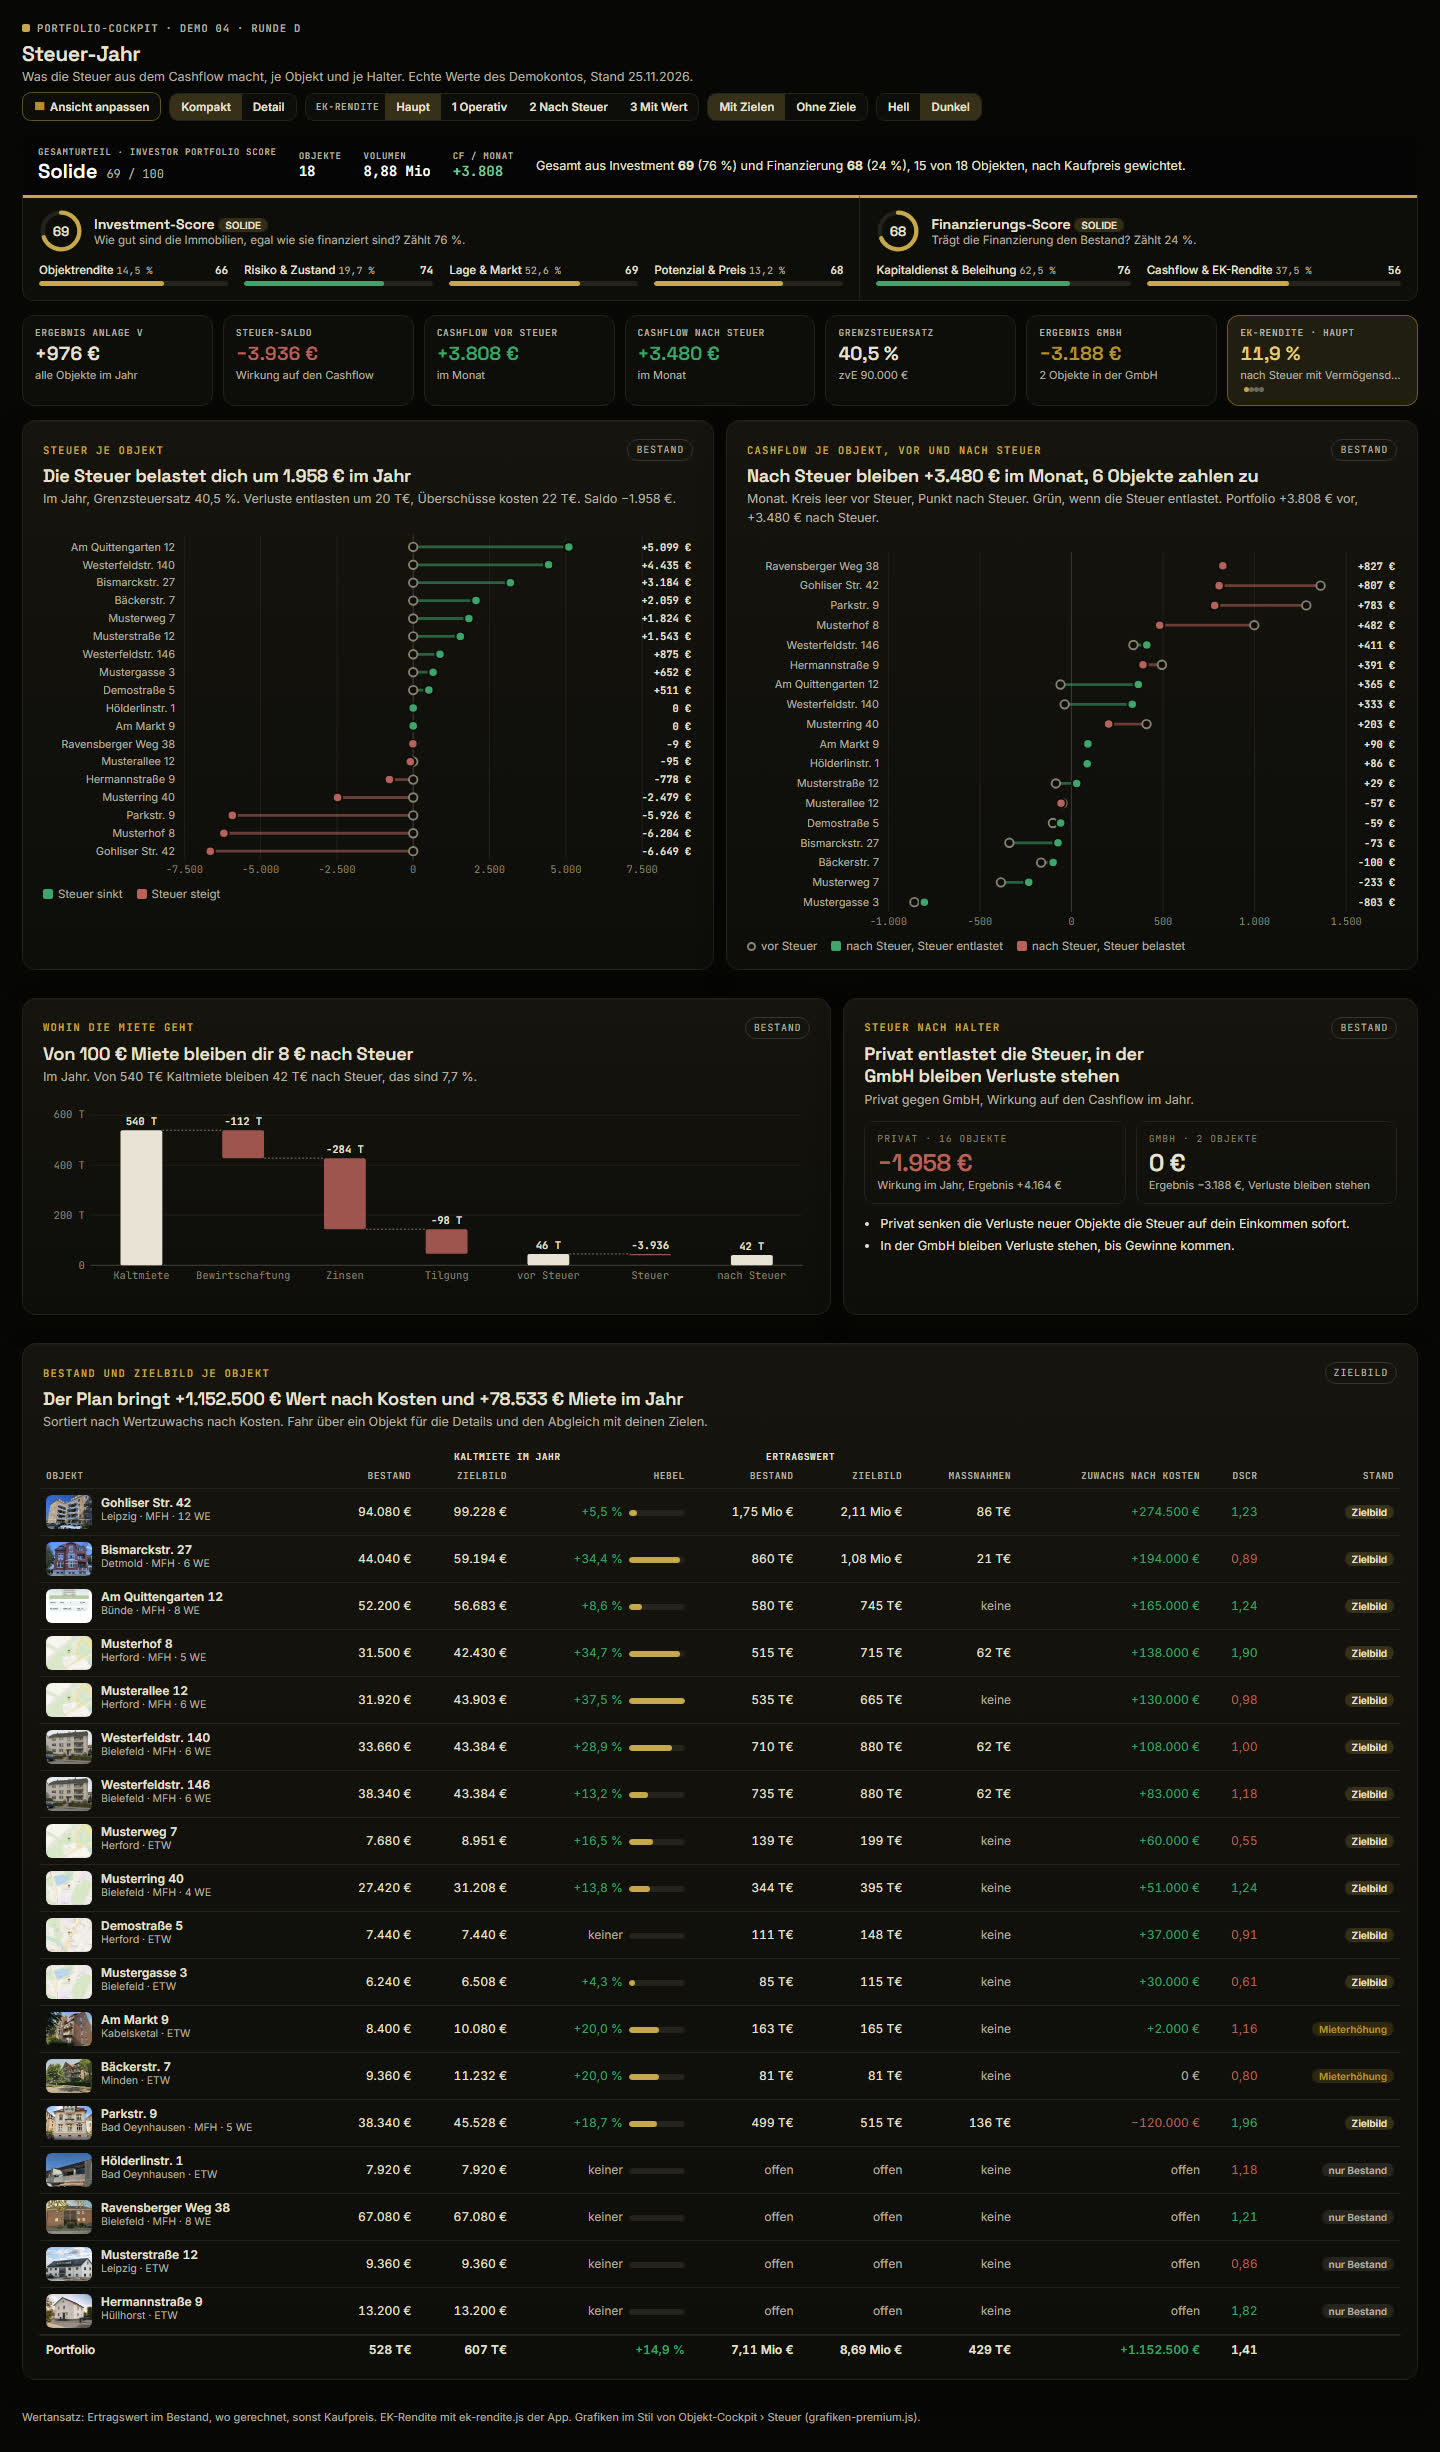 PORTFOLIO-COCKPIT · DEMO 04 · RUNDE D
Steuer-Jahr
Was die Steuer aus dem Cashflow macht, je Objekt und je Halter. Echte Werte des Demokontos, Stand 25.11.2026.
Ansicht anpassen Kompakt Detail EK-RENDITE Haupt 1 Operativ 2 Nach Steuer 3 Mit Wert Mit Zielen Ohne Ziele Hell Dunkel
GESAMTURTEIL · INVESTOR PORTFOLIO SCORE OBJEKTE VOLUMEN CF / MONAT
Solide 69 / 100 18 8,88 Mio +3.808 Gesamt aus Investment 69 (76 %) und Finanzierung 68 (24 %), 15 von 18 Objekten, nach Kaufpreis gewichtet.
69 Investment-Score SOLIDE
Wie gut sind die Immobilien, egal wie sie finanziert sind? Zählt 76 %.
Objektrendite 14,5 % 66 Risiko & Zustand 19,7 % 74 Lage & Markt 52,6 % 69 Potenzial & Preis 13,2 % 68
68 Finanzierungs-Score SOLIDE
Trägt die Finanzierung den Bestand? Zählt 24 %.
Kapitaldienst & Beleihung 62,5 % 76 Cashflow & EK-Rendite 37,5 % 56
ERGEBNIS ANLAGE V
+976 €
alle Objekte im Jahr
STEUER-SALDO
−3.936 €
Wirkung auf den Cashflow
CASHFLOW VOR STEUER
+3.808 €
im Monat
CASHFLOW NACH STEUER
+3.480 €
im Monat
GRENZSTEUERSATZ
40,5 %
zvE 90.000 €
ERGEBNIS GMBH
−3.188 €
2 Objekte in der GmbH
EK-RENDITE · HAUPT
11,9 %
nach Steuer mit Vermögensd...
STEUER JE OBJEKT BESTAND
Die Steuer belastet dich um 1.958 € im Jahr
Im Jahr, Grenzsteuersatz 40,5 %. Verluste entlasten um 20 T€, Überschüsse kosten 22 T€. Saldo −1.958 €.
Am Quittengarten 12 +5.099 €
Westerfeldstr. 140 +4.435 €
Bismarckstr. 27 +3.184 €
Bäckerstr. 7 +2.059 €
Musterweg 7 +1.824 €
Musterstraße 12 +1.543 €
Westerfeldstr. 146 +875 €
Mustergasse 3 +652 €
Demostraße 5 +511 €
Hölderlinstr. 1 0 €
Am Markt 9 0 €
Ravensberger Weg 38 -9 €
Musterallee 12 -95 €
Hermannstraße 9 -778 €
Musterring 40 -2.479 €
Parkstr. 9 -5.926 €
Musterhof 8 -6.204 €
Gohliser Str. 42 -6.649 €
-7.500 -5.000 -2.500 0 2.500 5.000 7.500
Steuer sinkt Steuer steigt
CASHFLOW JE OBJEKT, VOR UND NACH STEUER BESTAND
Nach Steuer bleiben +3.480 € im Monat, 6 Objekte zahlen zu
Monat. Kreis leer vor Steuer, Punkt nach Steuer. Grün, wenn die Steuer entlastet. Portfolio +3.808 € vor,
+3.480 € nach Steuer.
Ravensberger Weg 38 +827 €
Gohliser Str. 42 +807 €
Parkstr. 9 +783 €
Musterhof 8 +482 €
Westerfeldstr. 146 +411 €
Hermannstraße 9 +391 €
Am Quittengarten 12 +365 €
Westerfeldstr. 140 +333 €
Musterring 40 +203 €
Am Markt 9 +90 €
Hölderlinstr. 1 +86 €
Musterstraße 12 +29 €
Musterallee 12 -57 €
Demostraße 5 -59 €
Bismarckstr. 27 -73 €
Bäckerstr. 7 -100 €
Musterweg 7 -233 €
Mustergasse 3 -803 €
-1.000 -500 0 500 1.000 1.500
vor Steuer nach Steuer, Steuer entlastet nach Steuer, Steuer belastet
WOHIN DIE MIETE GEHT BESTAND
Von 100 € Miete bleiben dir 8 € nach Steuer
Im Jahr. Von 540 T€ Kaltmiete bleiben 42 T€ nach Steuer, das sind 7,7 %.
600 T
400 T
200 T
0
540 T -112 T -284 T -98 T 46 T -3.936 42 T
Kaltmiete Bewirtschaftung Zinsen Tilgung vor Steuer Steuer nach Steuer
STEUER NACH HALTER BESTAND
Privat entlastet die Steuer, in der
GmbH bleiben Verluste stehen
Privat gegen GmbH, Wirkung auf den Cashflow im Jahr.
PRIVAT · 16 OBJEKTE
−1.958 €
Wirkung im Jahr, Ergebnis +4.164 €
GMBH · 2 OBJEKTE
0 €
Ergebnis −3.188 €, Verluste bleiben stehen
• Privat senken die Verluste neuer Objekte die Steuer auf dein Einkommen sofort.
• In der GmbH bleiben Verluste stehen, bis Gewinne kommen.
BESTAND UND ZIELBILD JE OBJEKT ZIELBILD
Der Plan bringt +1.152.500 € Wert nach Kosten und +78.533 € Miete im Jahr
Sortiert nach Wertzuwachs nach Kosten. Fahr über ein Objekt für die Details und den Abgleich mit deinen Zielen.
KALTMIETE IM JAHR ERTRAGSWERT
OBJEKT BESTAND ZIELBILD HEBEL BESTAND ZIELBILD MASSNAHMEN ZUWACHS NACH KOSTEN DSCR STAND
Gohliser Str. 42 94.080 € 99.228 € +5,5 % 1,75 Mio € 2,11 Mio € 86 T€ +274.500 € 1,23 Zielbild
Leipzig · MFH · 12 WE
Bismarckstr. 27 44.040 € 59.194 € +34,4 % 860 T€ 1,08 Mio € 21 T€ +194.000 € 0,89 Zielbild
Detmold · MFH · 6 WE
Am Quittengarten 12 52.200 € 56.683 € +8,6 % 580 T€ 745 T€ keine +165.000 € 1,24 Zielbild
Bünde · MFH · 8 WE
Musterhof 8 31.500 € 42.430 € +34,7 % 515 T€ 715 T€ 62 T€ +138.000 € 1,90 Zielbild
Herford · MFH · 5 WE
Musterallee 12 31.920 € 43.903 € +37,5 % 535 T€ 665 T€ keine +130.000 € 0,98 Zielbild
Herford · MFH · 6 WE
Westerfeldstr. 140 33.660 € 43.384 € +28,9 % 710 T€ 880 T€ 62 T€ +108.000 € 1,00 Zielbild
Bielefeld · MFH · 6 WE
Westerfeldstr. 146 38.340 € 43.384 € +13,2 % 735 T€ 880 T€ 62 T€ +83.000 € 1,18 Zielbild
Bielefeld · MFH · 6 WE
Musterweg 7 7.680 € 8.951 € +16,5 % 139 T€ 199 T€ keine +60.000 € 0,55 Zielbild
Herford · ETW
Musterring 40 27.420 € 31.208 € +13,8 % 344 T€ 395 T€ keine +51.000 € 1,24 Zielbild
Bielefeld · MFH · 4 WE
Demostraße 5 7.440 € 7.440 € keiner 111 T€ 148 T€ keine +37.000 € 0,91 Zielbild
Herford · ETW
Mustergasse 3 6.240 € 6.508 € +4,3 % 85 T€ 115 T€ keine +30.000 € 0,61 Zielbild
Bielefeld · ETW
Am Markt 9 8.400 € 10.080 € +20,0 % 163 T€ 165 T€ keine +2.000 € 1,16 Mieterhöhung
Kabelsketal · ETW
Bäckerstr. 7 9.360 € 11.232 € +20,0 % 81 T€ 81 T€ keine 0 € 0,80 Mieterhöhung
Minden · ETW
Parkstr. 9 38.340 € 45.528 € +18,7 % 499 T€ 515 T€ 136 T€ −120.000 € 1,96 Zielbild
Bad Oeynhausen · MFH · 5 WE
Hölderlinstr. 1 7.920 € 7.920 € keiner offen offen keine offen 1,18 nur Bestand
Bad Oeynhausen · ETW
Ravensberger Weg 38 67.080 € 67.080 € keiner offen offen keine offen 1,21 nur Bestand
Bielefeld · MFH · 8 WE
Musterstraße 12 9.360 € 9.360 € keiner offen offen keine offen 0,86 nur Bestand
Leipzig · ETW
Hermannstraße 9 13.200 € 13.200 € keiner offen offen keine offen 1,82 nur Bestand
Hüllhorst · ETW
Portfolio 528 T€ 607 T€ +14,9 % 7,11 Mio € 8,69 Mio € 429 T€ +1.152.500 € 1,41
Wertansatz: Ertragswert im Bestand, wo gerechnet, sonst Kaufpreis. EK-Rendite mit ek-rendite.js der App. Grafiken im Stil von Objekt-Cockpit › Steuer (grafiken-premium.js).